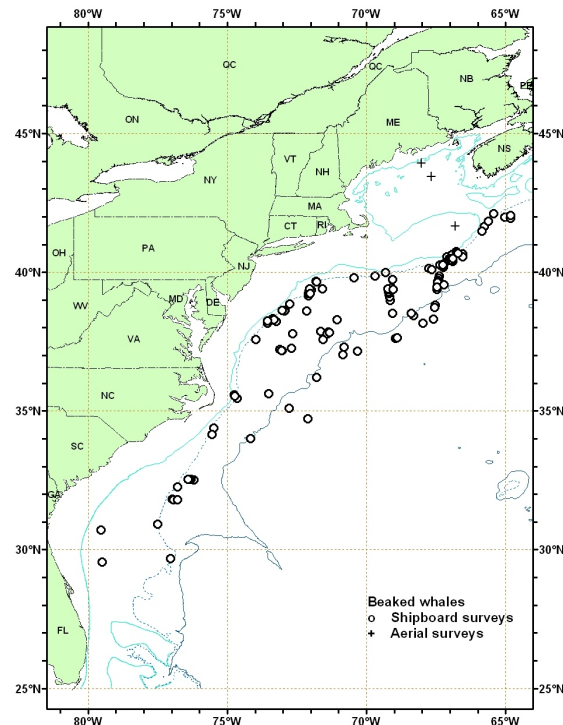 80°W 75°W 70°W 65°W
QC
QC
NB
PE
ON
ME
45°N 45°N
NS
VT
NH
NY
MA
CT RI
PA
OH
NJ
40°N 40°N
MD DE
WV
VA
NC
35°N 35°N
SC
GA
30°N 30°N
Beaked whales
Shipboard surveys
FL
Aerial surveys
25°N 25°N
80°W 75°W 70°W 65°W